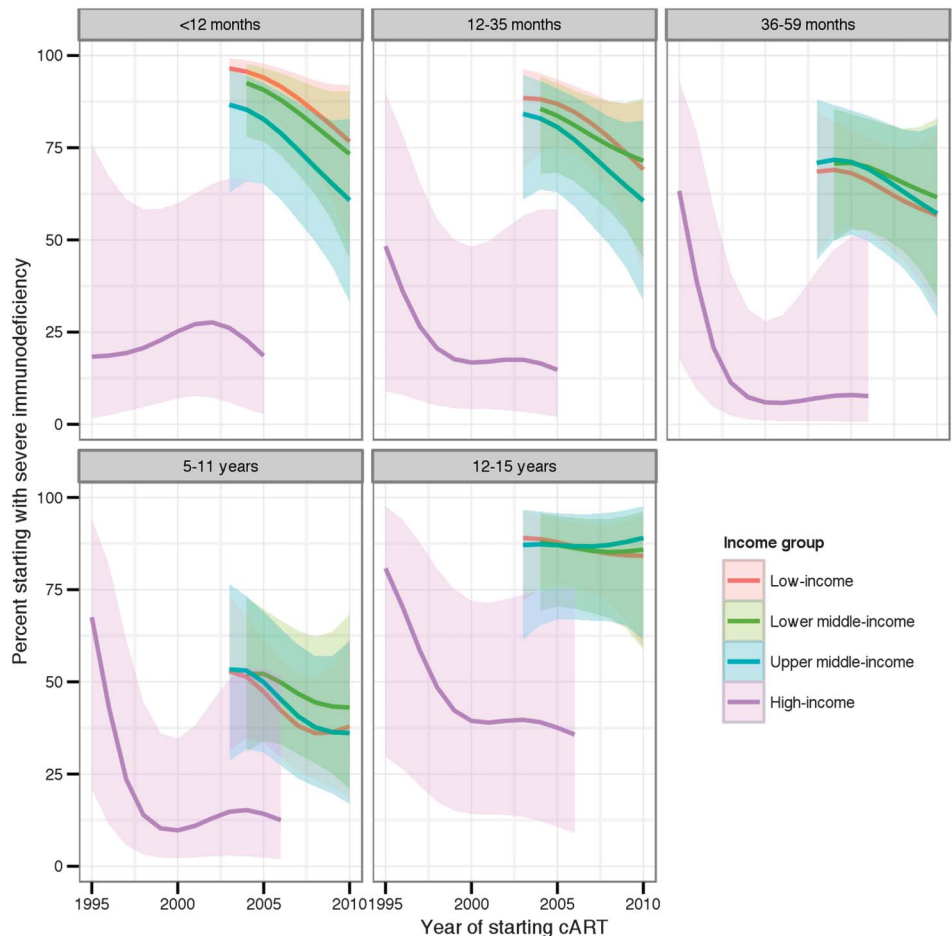 <12 months
12-35 months
36-59 months
100
75
50
25
0
5-11 years
12-15 years
100
75
50
25
0
1995
2000
2005
2010
1995
2000
2005
2010
Percent starting with severe immunodeficiency
Year of starting cART
Income group
Low-income
Lower middle-income
Upper middle-income
High-income